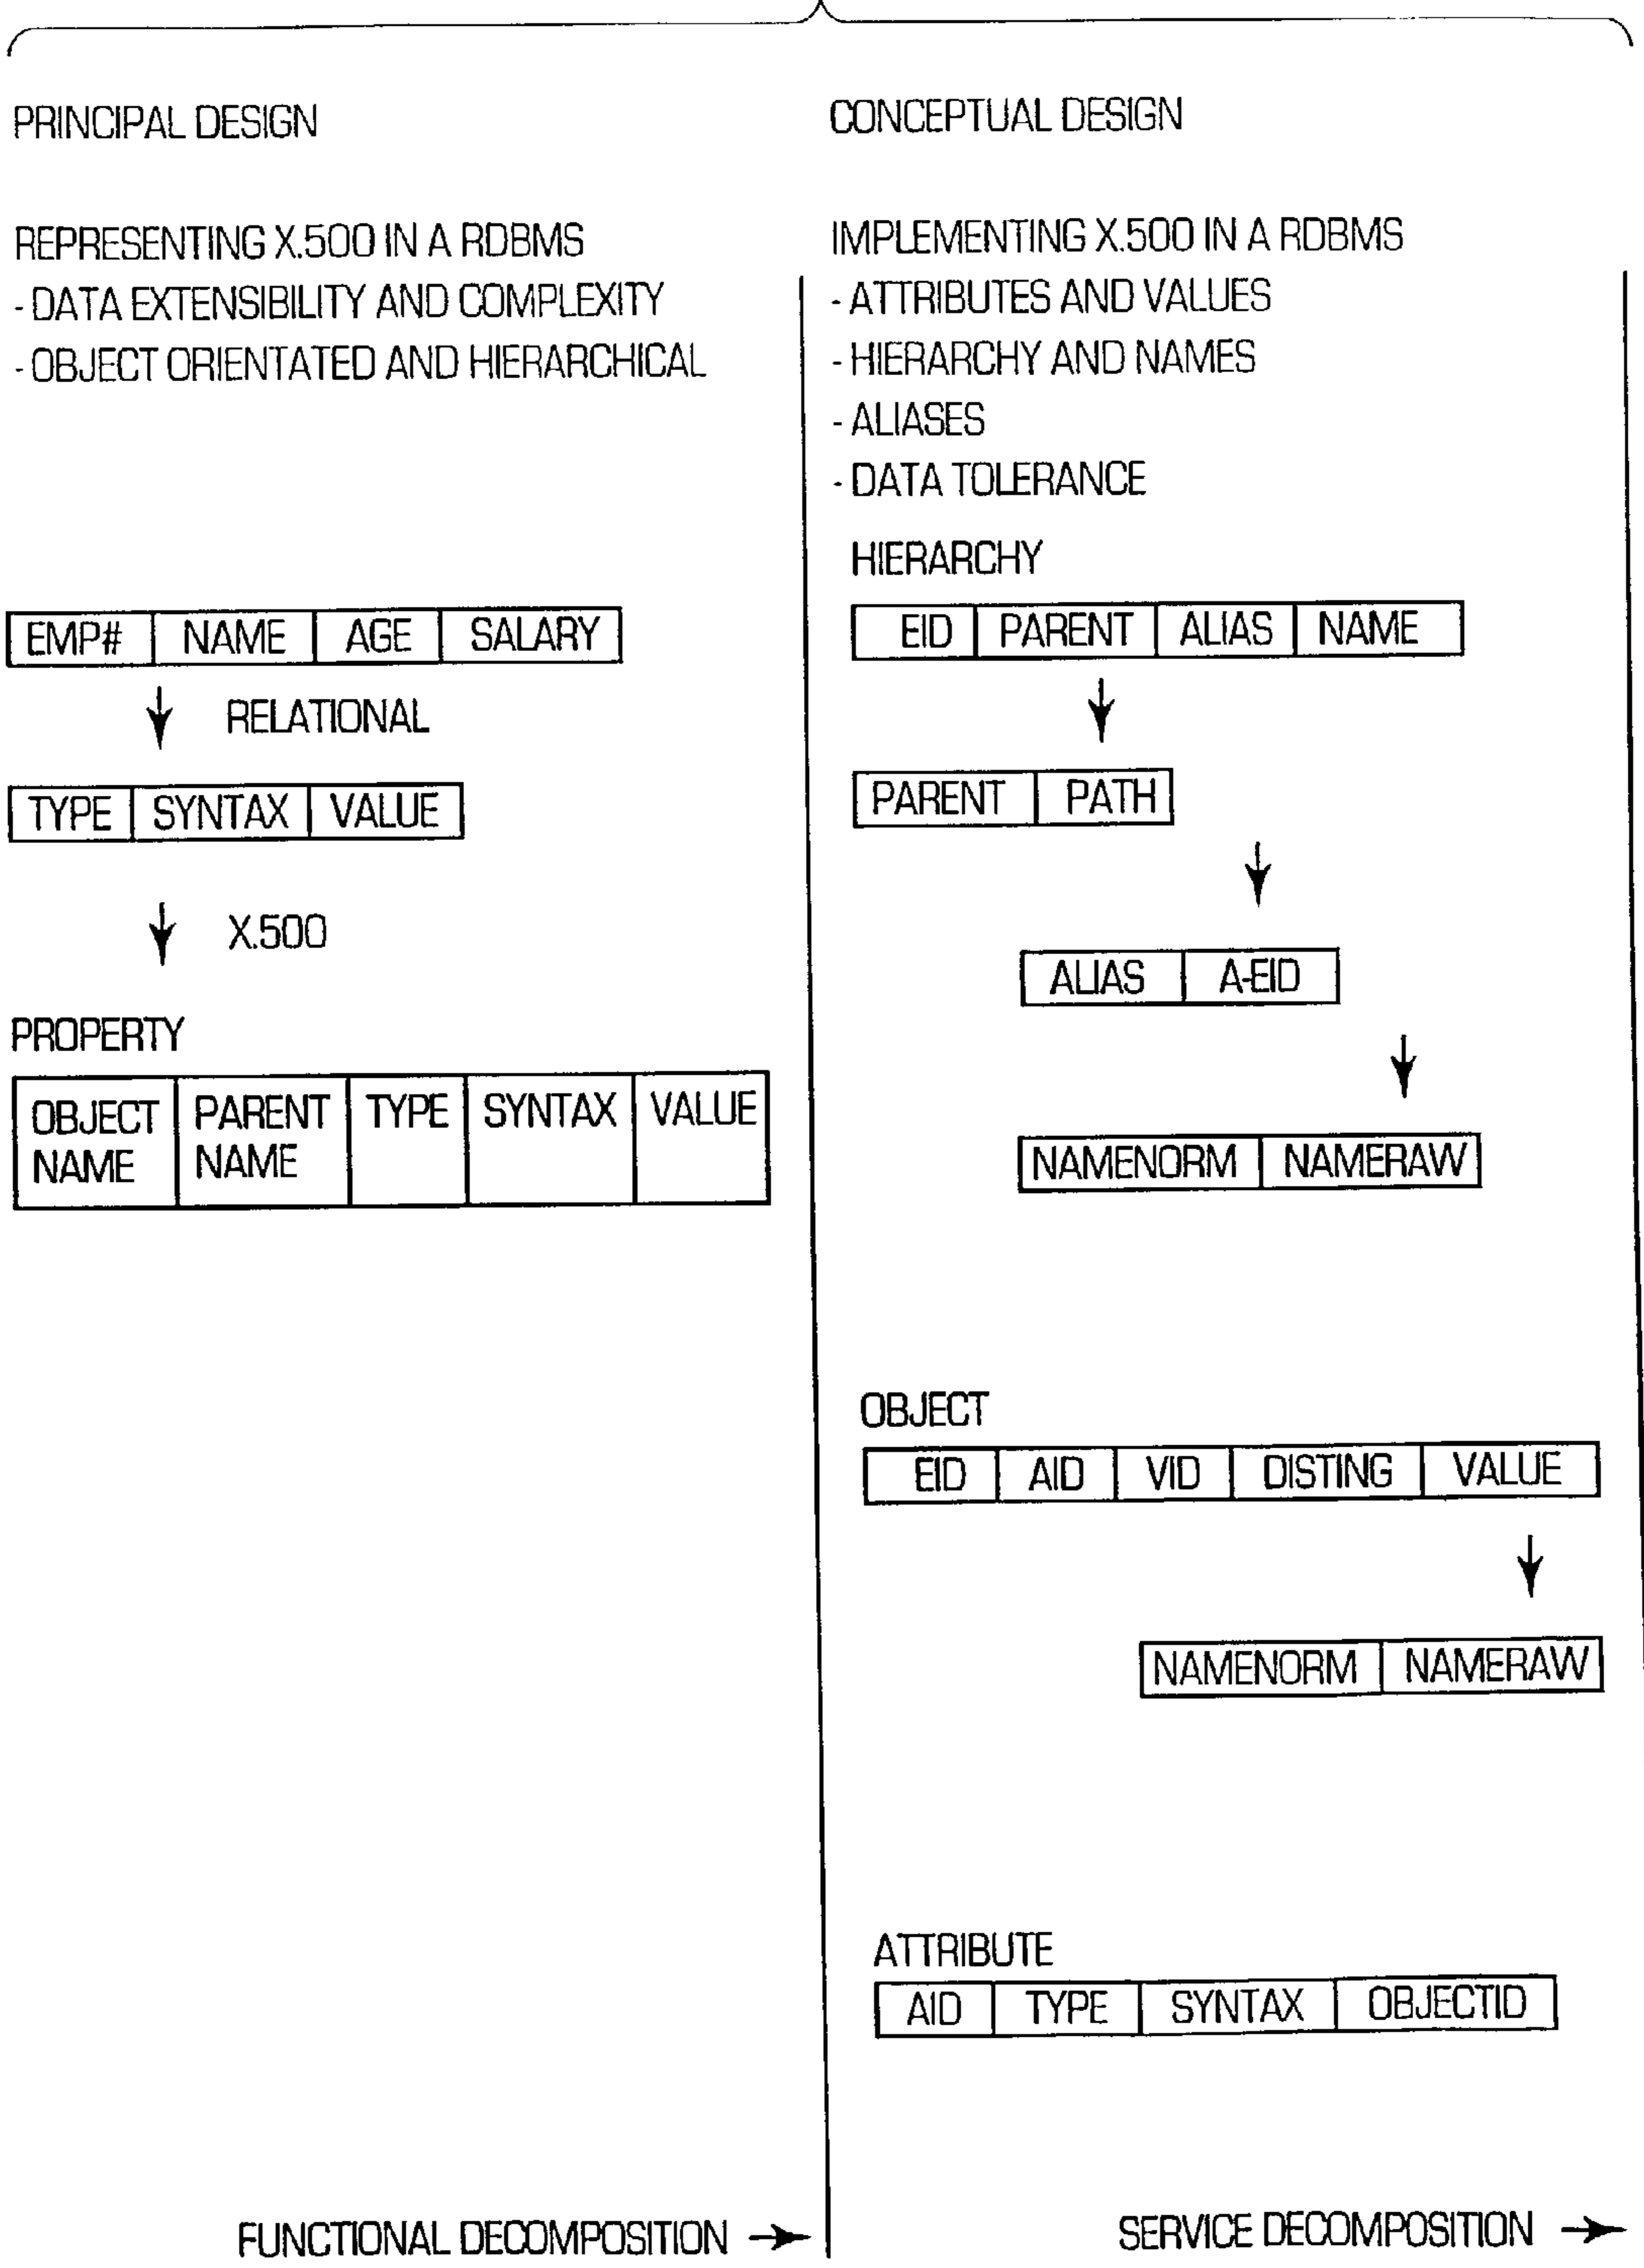 PRINCIPAL DESIGN
REPRESENTING X.500 IN A RDBMS
- DATA EXTENSIBILITY AND COMPLEXITY
- OBJECT ORIENTATED AND HIERARCHICAL
EMP# NAME AGE SALARY
RELATIONAL
TYPE SYNTAX VALUE
X.500
PROPERTY
OBJECT NAME PARENT NAME TYPE SYNTAX VALUE
FUNCTIONAL DECOMPOSITION
CONCEPTUAL DESIGN
IMPLEMENTING X.500 IN A RDBMS
- ATTRIBUTES AND VALUES
- HIERARCHY AND NAMES
- ALIASES
- DATA TOLERANCE
HIERARCHY
EID PARENT ALIAS NAME
PARENT PATH
ALIAS A-EID
NAMENORM NAMERAW
OBJECT
EID AID VID DISTING VALUE
NAMENORM NAMERAW
ATTRIBUTE
AID TYPE SYNTAX OBJECTID
SERVICE DECOMPOSITION